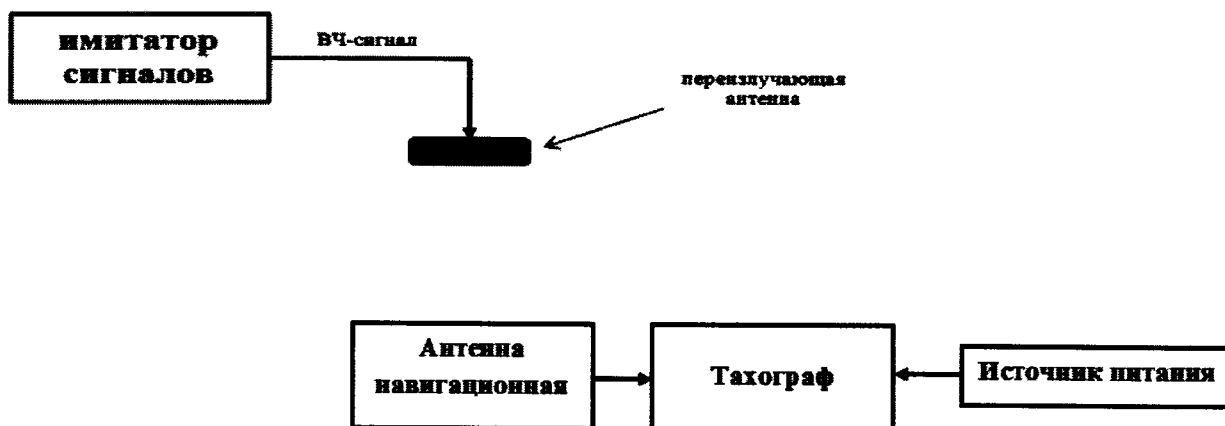 имитатор
сигналов
ВЧ-сигнал
переизлучающая
антенна
Антенна
навигационная
Тахограф
Источник питания